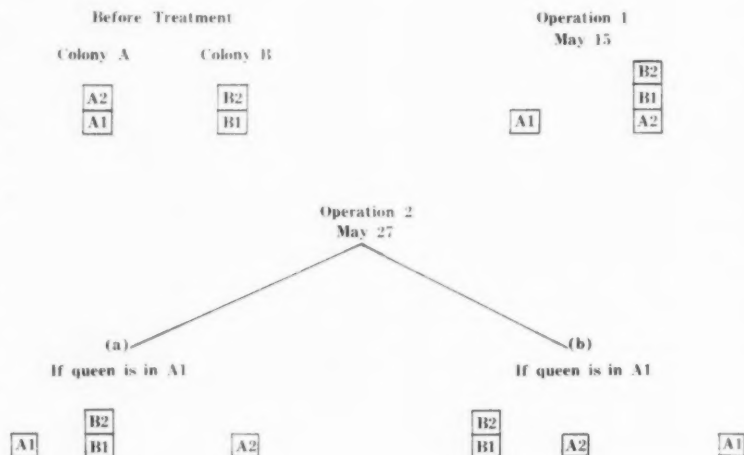 Before Treatment
Colony A Colony B
A2 B2
A1 B1
Operation 1
May 15
B2
B1
A1 A2
Operation 2
May 27
(a)
If queen is in A1
B2
A1 B1 A2
(b)
If queen is in A1
B2
B1 A2 A1